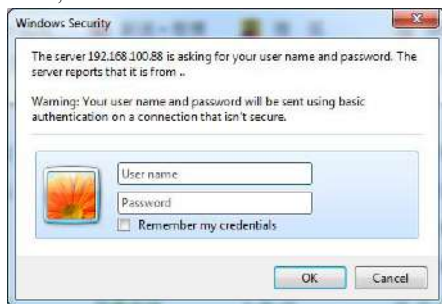 Windows Security
The server 192.168.100.88 is asking for your user name and password. The
server reports that it is from ..
Warning: Your user name and password will be sent using basic
authentication on a connection that isn't secure.
User name
Password
Remember my credentials
OK
Cancel